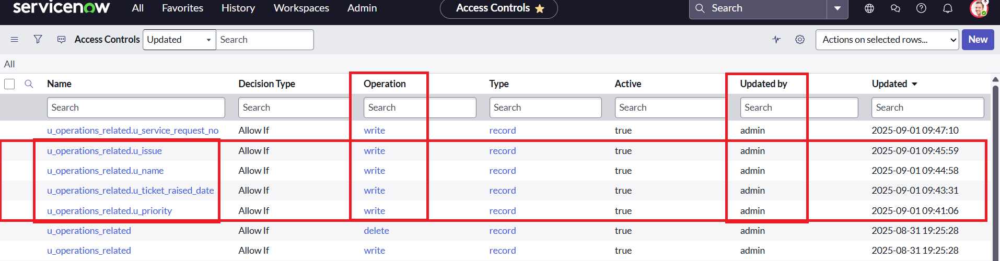 servicenow All Favorites History Workspaces Admin Access Controls Search
Access Controls Updated Search Actions on selected rows... New
All
Name Decision Type Operation Type Active Updated by Updated
Search Search Search Search Search Search Search
u_operations_related.u_service_request_no Allow If write record true admin 2025-09-01 09:47:10
u_operations_related.u_issue Allow If write record true admin 2025-09-01 09:45:59
u_operations_related.u_name Allow If write record true admin 2025-09-01 09:44:58
u_operations_related.u_ticket_raised_date Allow If write record true admin 2025-09-01 09:43:31
u_operations_related.u_priority Allow If write record true admin 2025-09-01 09:41:06
u_operations_related Allow If delete record true admin 2025-08-31 19:25:28
u_operations_related Allow If write record true admin 2025-08-31 19:25:28